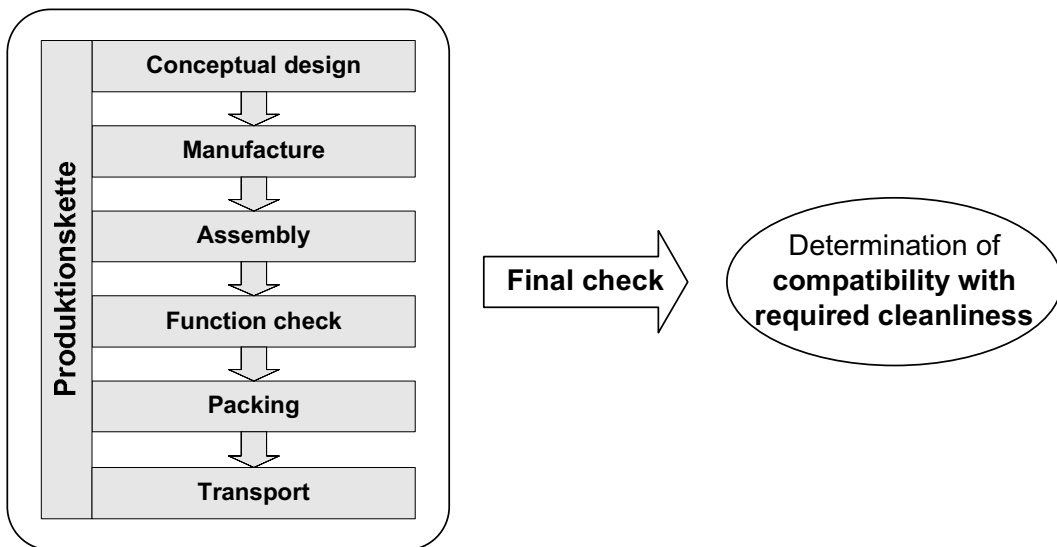 Produktionskette
Conceptual design
Manufacture
Assembly
Function check
Packing
Transport
Final check
Determination of
compatibility with
required cleanliness